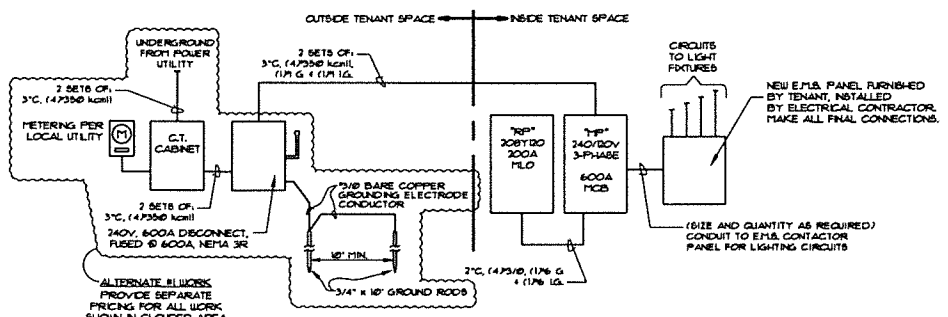 OUTSIDE TENANT SPACE
INSIDE TENANT SPACE
UNDERGROUND
FROM POWER
UTILITY
2 SETS OF:
3"C, (4)*350 kcmil)
METERING PER
LOCAL UTILITY
M
C.T.
CABINET
2 SETS OF:
3"C, (4)*350 kcmil)
240V, 600A DISCONNECT,
FUSED @ 600A, NEMA 3R
2 SETS OF:
3"C, (4)*350 kcmil),
(1)*1 G & (1)*1 I.G.
*3/0 BARE COPPER
GROUNDING ELECTRODE
CONDUCTOR
10' MIN.
3/4" x 10' GROUND RODS
ALTERNATE #1 WORK
PROVIDE SEPARATE
PRICING FOR ALL WORK
SHOWN IN CLOUDED AREA
"RP"
208Y120
200A
MLO
"MP"
240/120V
3-PHASE
600A
MCB
2"C, (4)*3/0, (1)*6 G
& (1)*6 I.G.
CIRCUITS
TO LIGHT
FIXTURES
NEW E.M.S. PANEL FURNISHED
BY TENANT, INSTALLED
BY ELECTRICAL CONTRACTOR.
MAKE ALL FINAL CONNECTIONS.
(SIZE AND QUANTITY AS REQUIRED)
CONDUIT TO E.M.S. CONTACTOR
PANEL FOR LIGHTING CIRCUITS